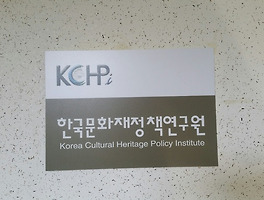 KCHPi
한국문화재정책연구원
Korea Cultural Heritage Policy Institute